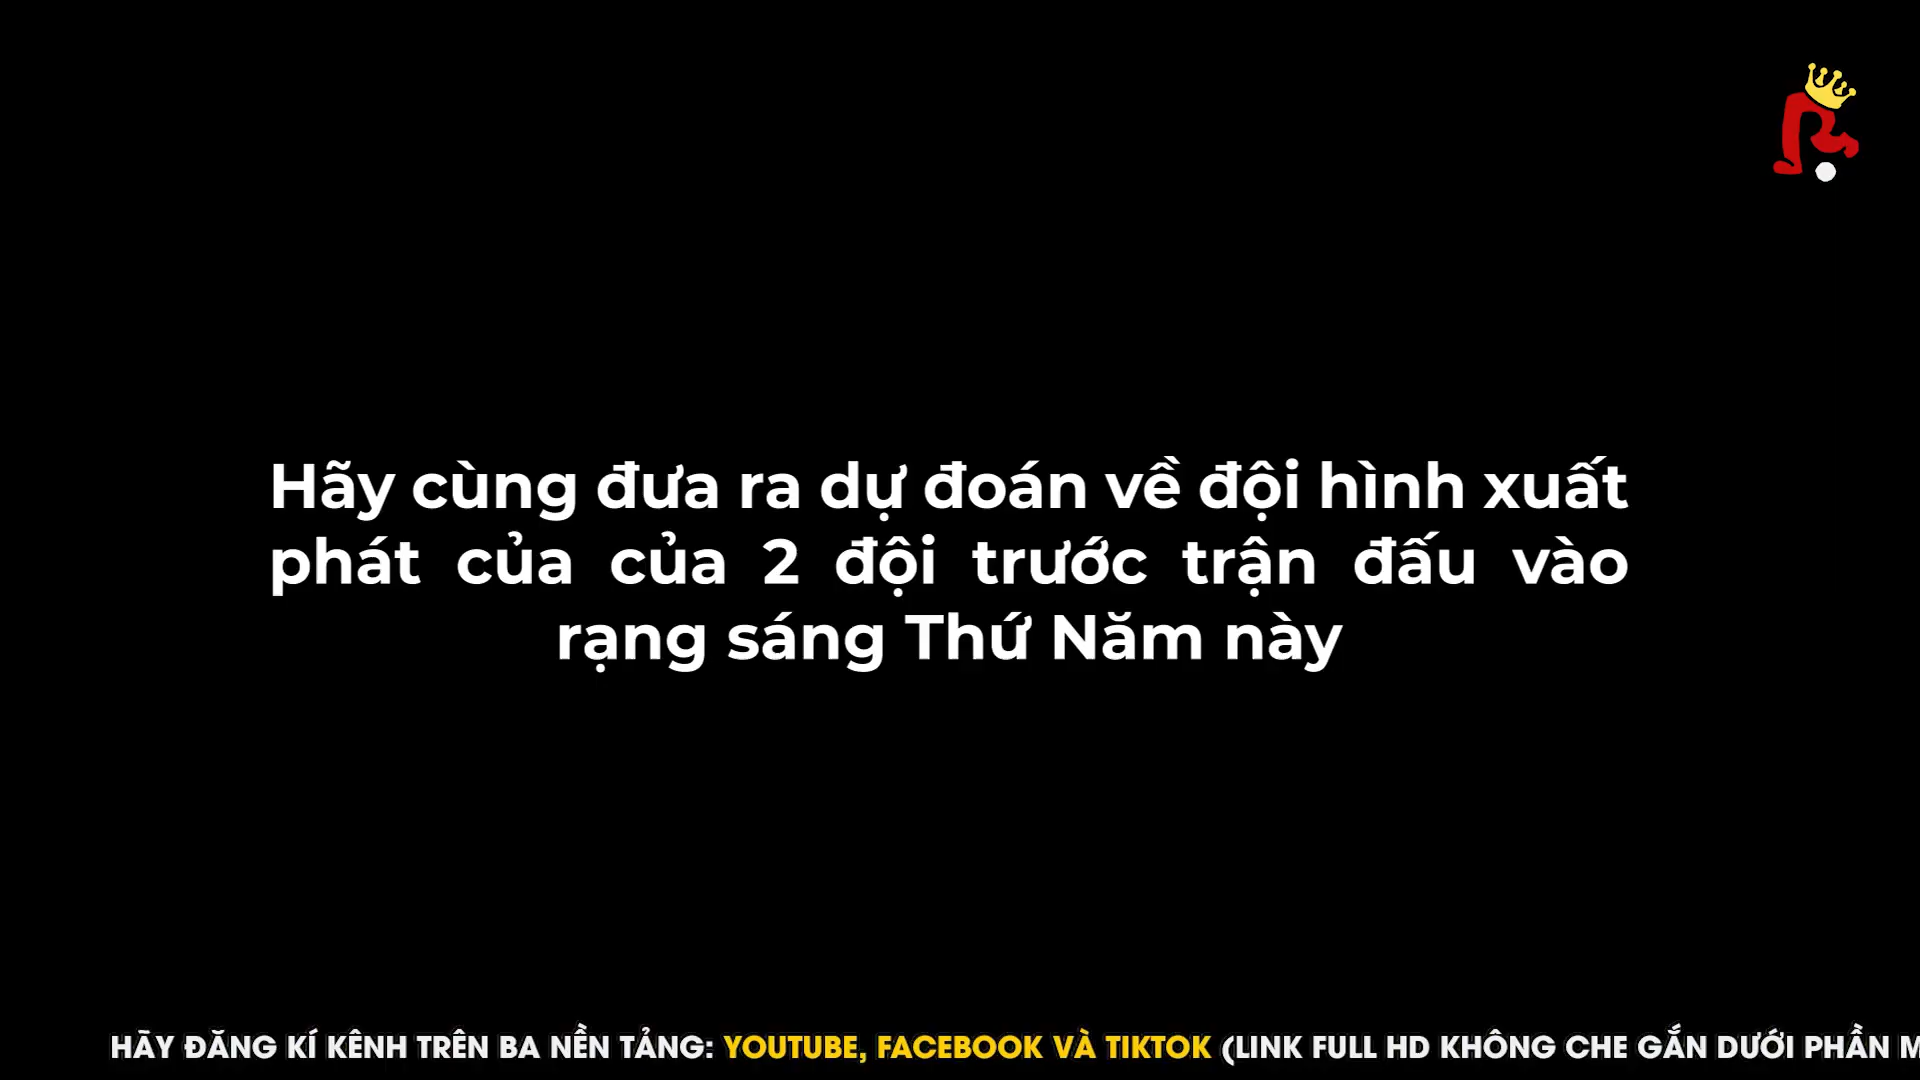 Hãy cùng đưa ra dự đoán về đội hình xuất
phát của của 2 đội trước trận đấu vào
rạng sáng Thứ Năm này
HÃY ĐĂNG KÍ KÊNH TRÊN BA NỀN TẢNG: YOUTUBE, FACEBOOK VÀ TIKTOK (LINK FULL HD KHÔNG CHE GẮN DƯỚI PHẦN